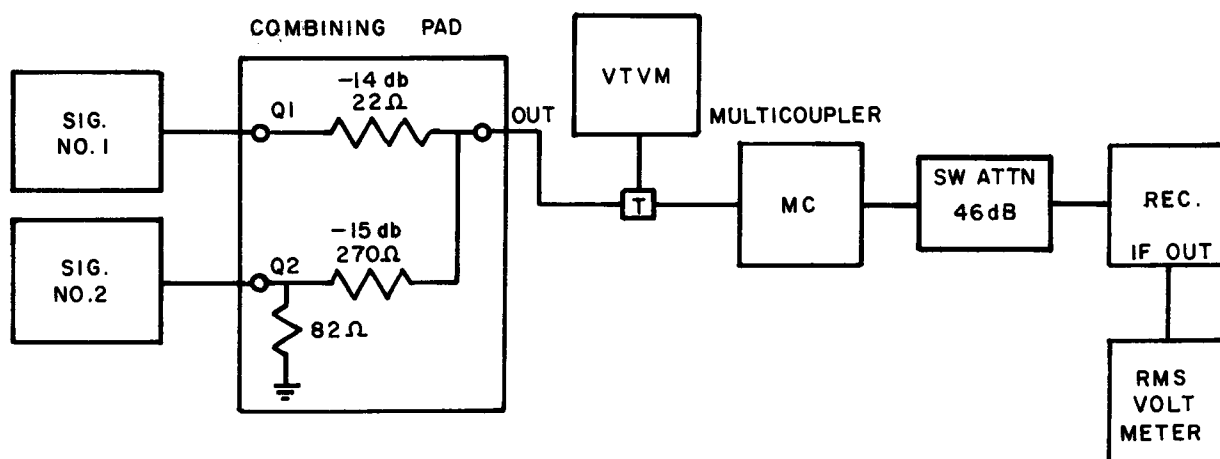 COMBINING PAD
SIG.
NO.1
Q1
-14 db
22Ω
OUT
VTVM
MULTICOUPLER
T
MC
SW ATTN
46dB
REC.
IF OUT
SIG.
NO.2
Q2
-15 db
270Ω
82Ω
RMS
VOLT
METER